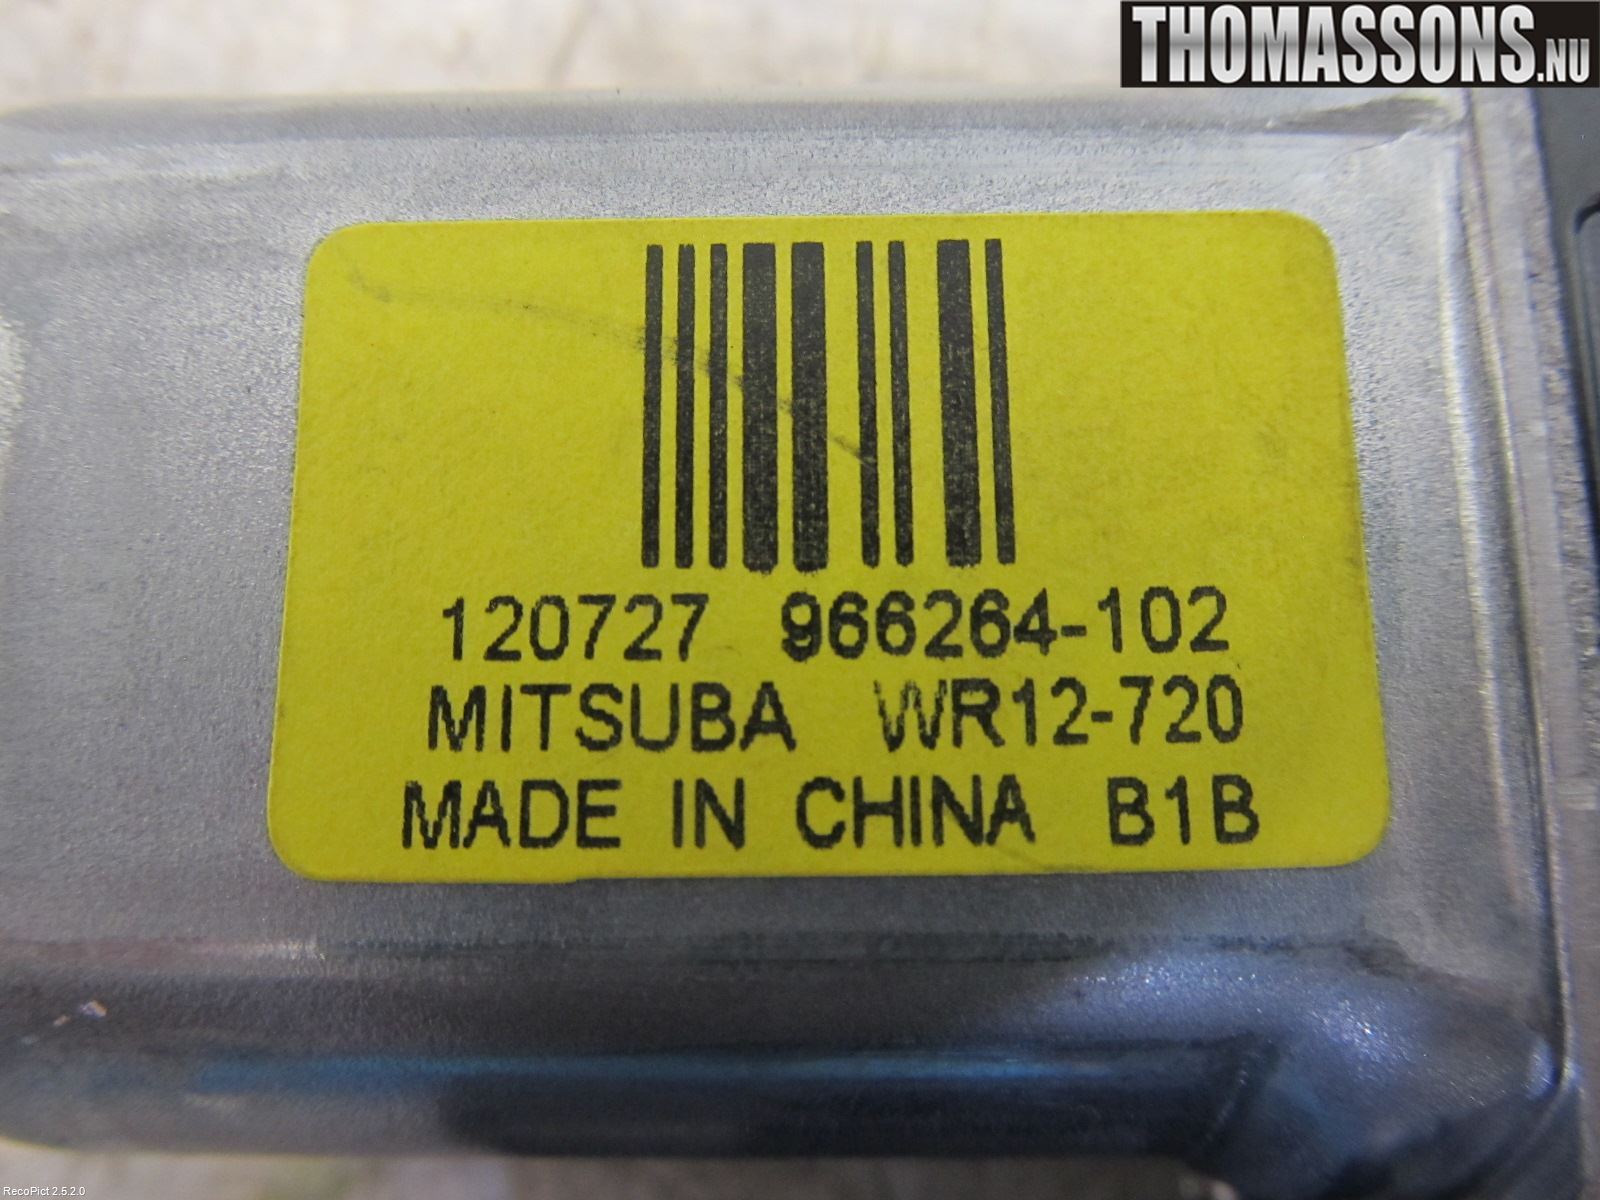 THOMASSONS.NU
120727 966264-102
MITSUBA WR12-720
MADE IN CHINA B1B
RecoPict 2.5.2.0